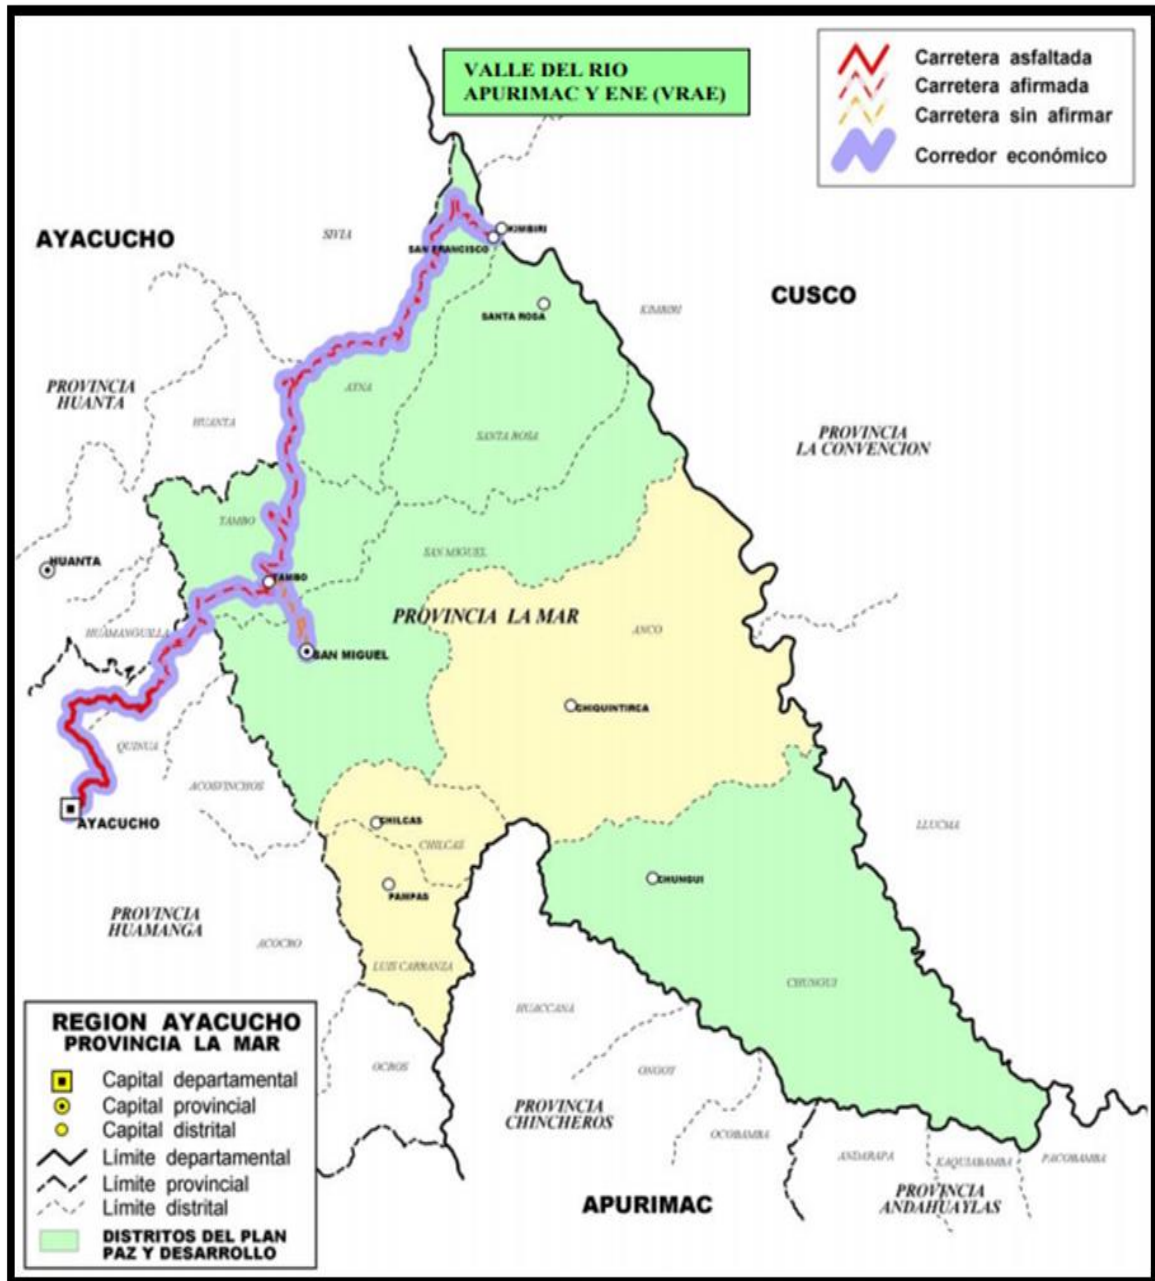 VALLE DEL RIO
APURIMAC Y ENE (VRAE)
Carretera asfaltada
Carretera afirmada
Carretera sin afirmar
Corredor económico
AYACUCHO
SIVIA
KIMBIRI
SAN FRANCISCO
CUSCO
SANTA ROSA
KIMBIRI
PROVINCIA
HUANTA
AYNA
HUANTA
SANTA ROSA
PROVINCIA
LA CONVENCION
TAMBO
SAN MIGUEL
HUANTA
TAMBO
PROVINCIA LA MAR
ANCO
HUAMANGUILLA
SAN MIGUEL
CHIQUINTIRCA
QUINUA
ACOSVINCHOS
AYACUCHO
CHILCAS
LLUCMA
CHILCAS
CHUNGUI
PAMPAS
PROVINCIA
HUAMANGA
ACOCRO
LUIS CARRANZA
CHUNGUI
HUACCANA
REGION AYACUCHO
PROVINCIA LA MAR
Capital departamental
Capital provincial
Capital distrital
Límite departamental
Límite provincial
Límite distrital
DISTRITOS DEL PLAN
PAZ Y DESARROLLO
OCROS
ONGOY
PROVINCIA
CHINCHEROS
OCOBAMBA
ANDARAPA
KAQUIABAMBA
PACOBAMBA
PROVINCIA
ANDAHUAYLAS
APURIMAC